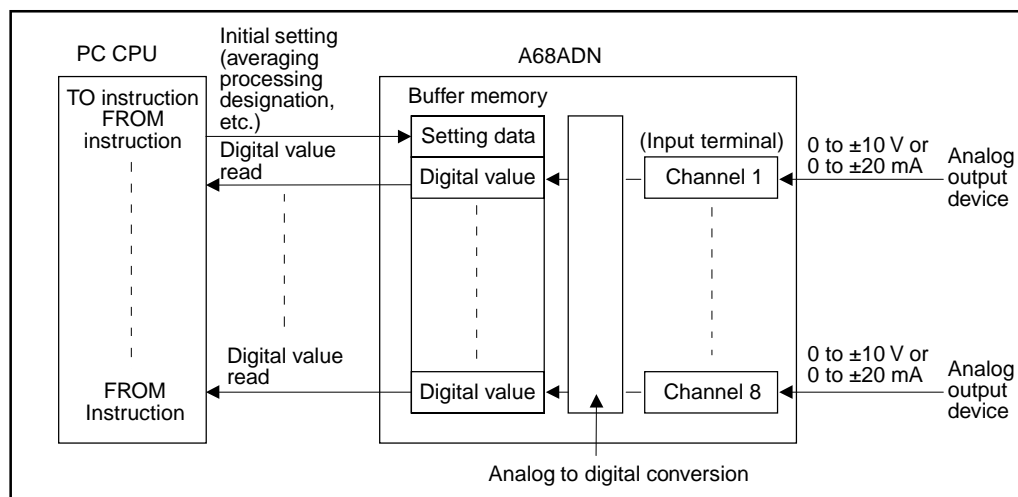 PC CPU
TO instruction
FROM
instruction
FROM
Instruction
Initial setting
(averaging
processing
designation,
etc.)
Digital value
read
Digital value
read
A68ADN
Buffer memory
Setting data
Digital value
Digital value
(Input terminal)
Channel 1
Channel 8
Analog to digital conversion
0 to ±10 V or
0 to ±20 mA
Analog
output
device
0 to ±10 V or
0 to ±20 mA
Analog
output
device